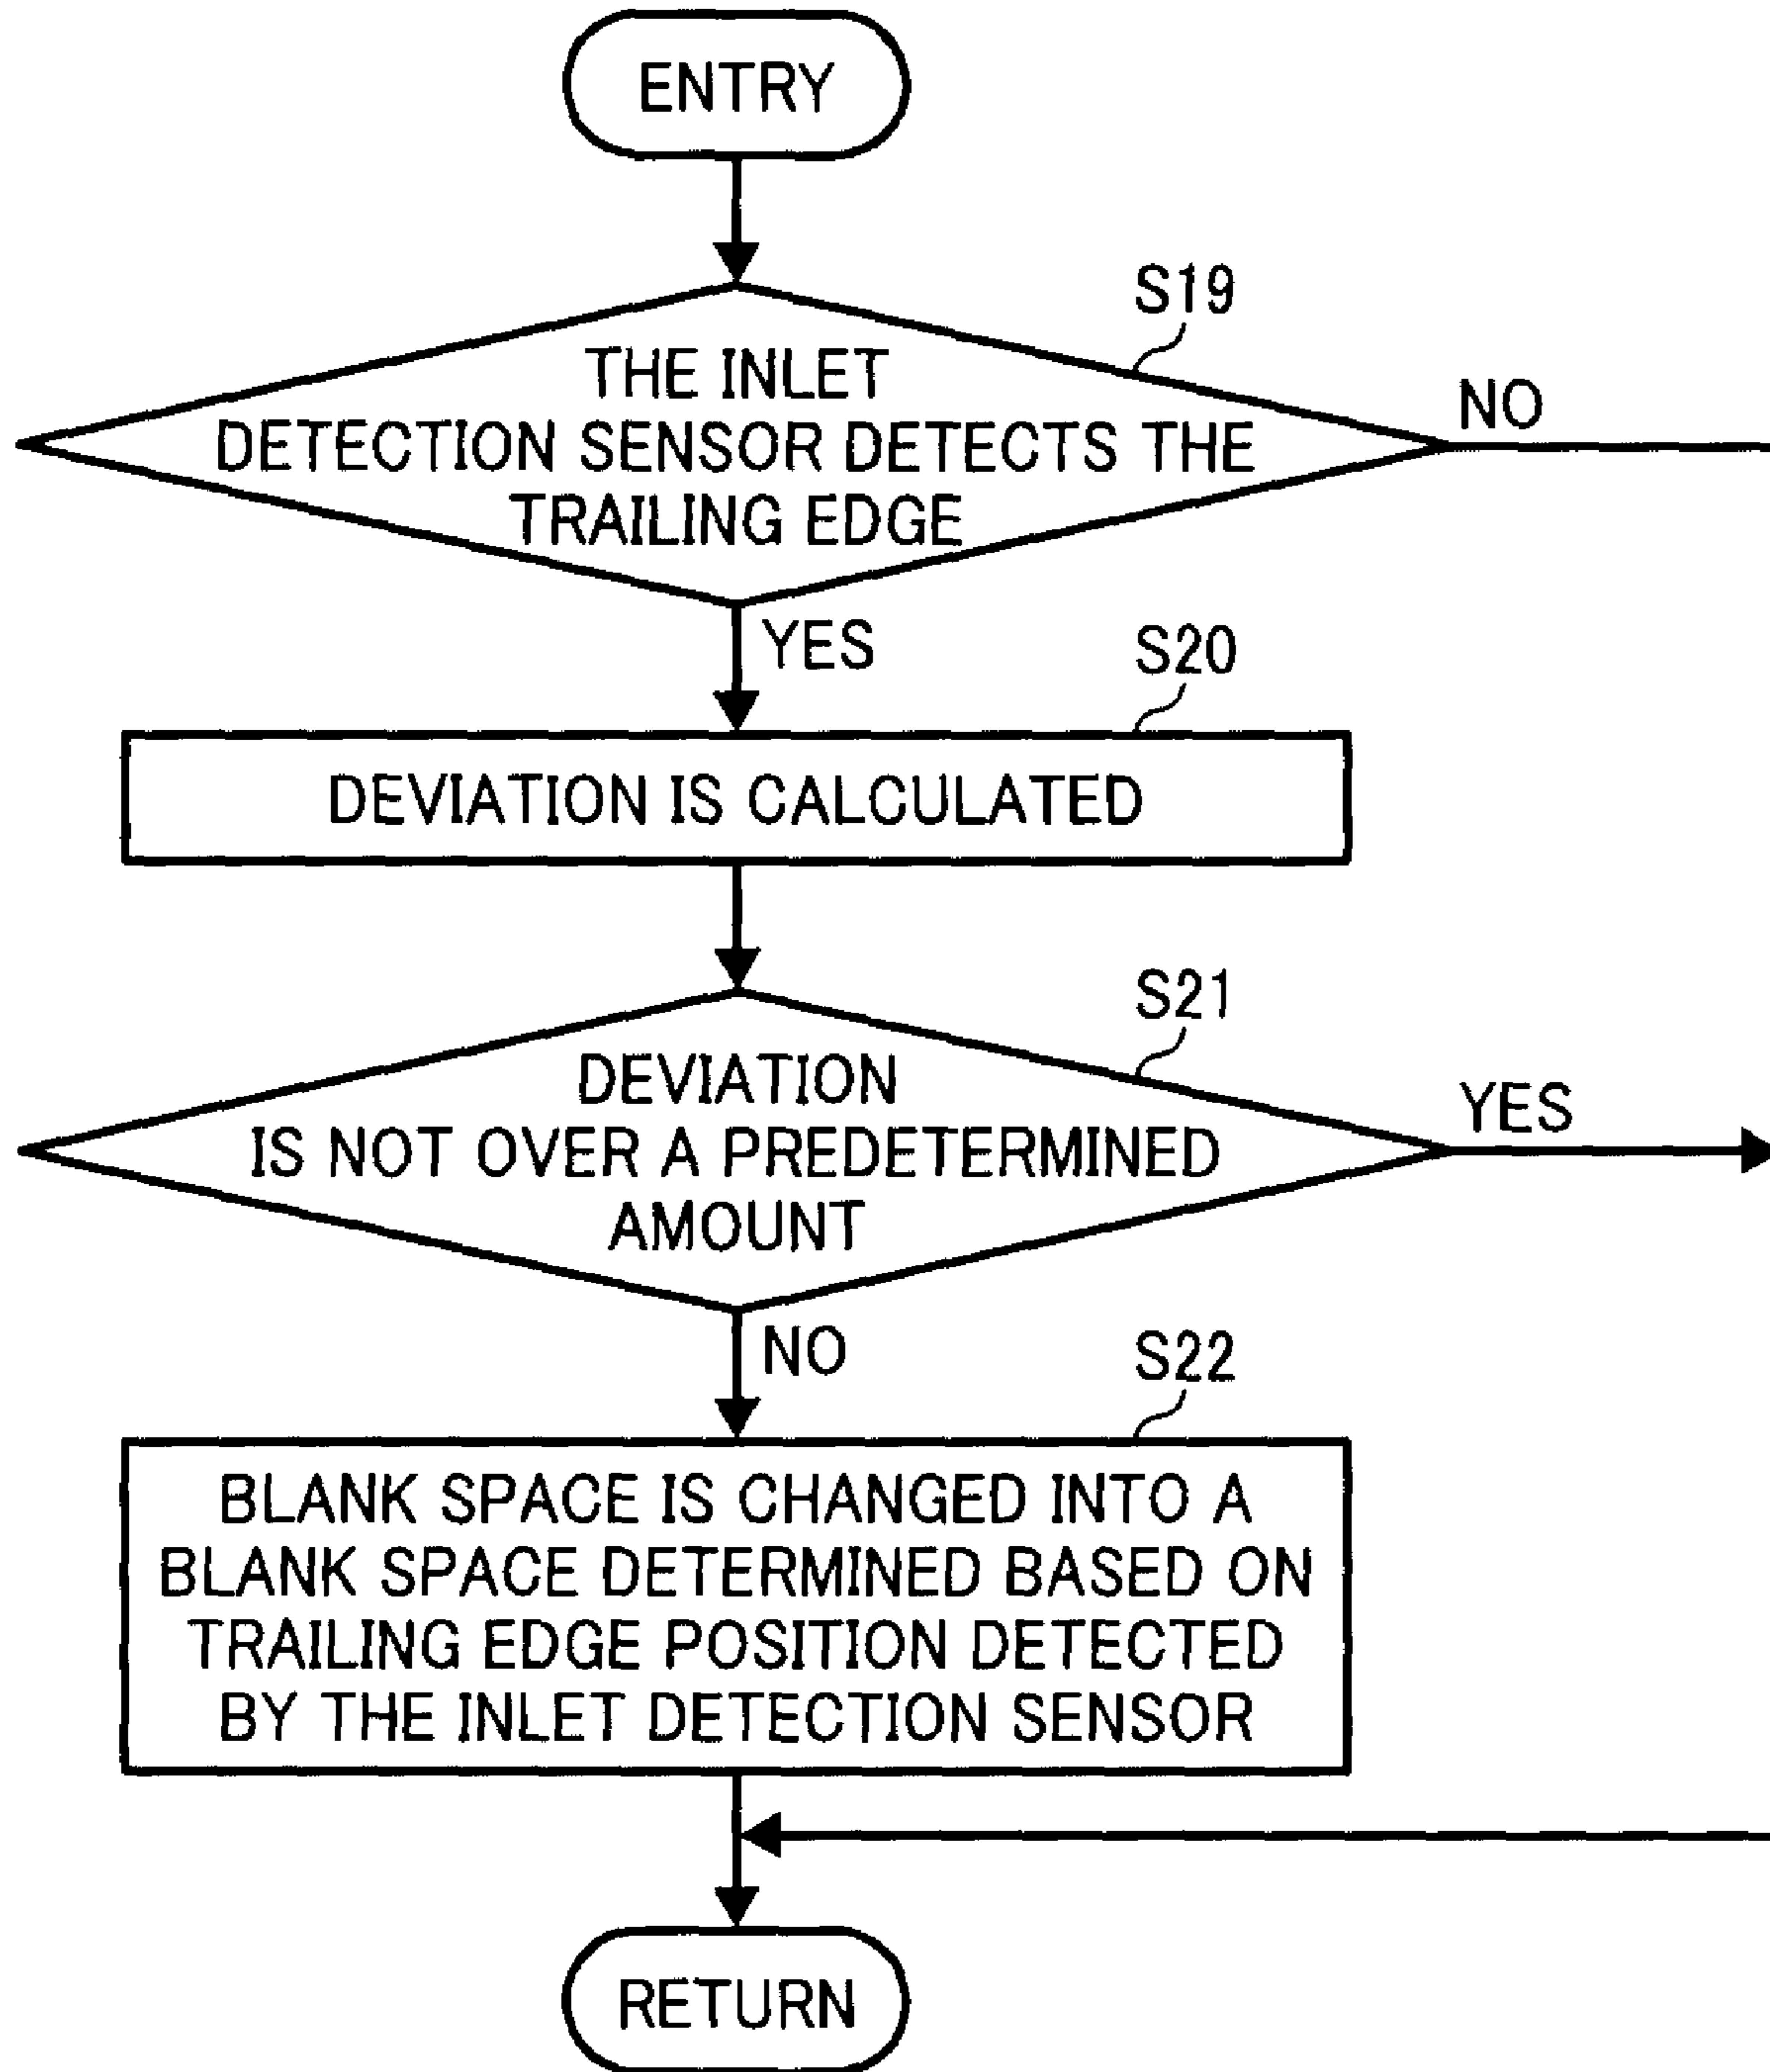 ENTRY
S19
THE INLET
DETECTION SENSOR DETECTS THE
TRAILING EDGE
NO
YES
S20
DEVIATION IS CALCULATED
S21
DEVIATION
IS NOT OVER A PREDETERMINED
AMOUNT
YES
NO
S22
BLANK SPACE IS CHANGED INTO A
BLANK SPACE DETERMINED BASED ON
TRAILING EDGE POSITION DETECTED
BY THE INLET DETECTION SENSOR
RETURN